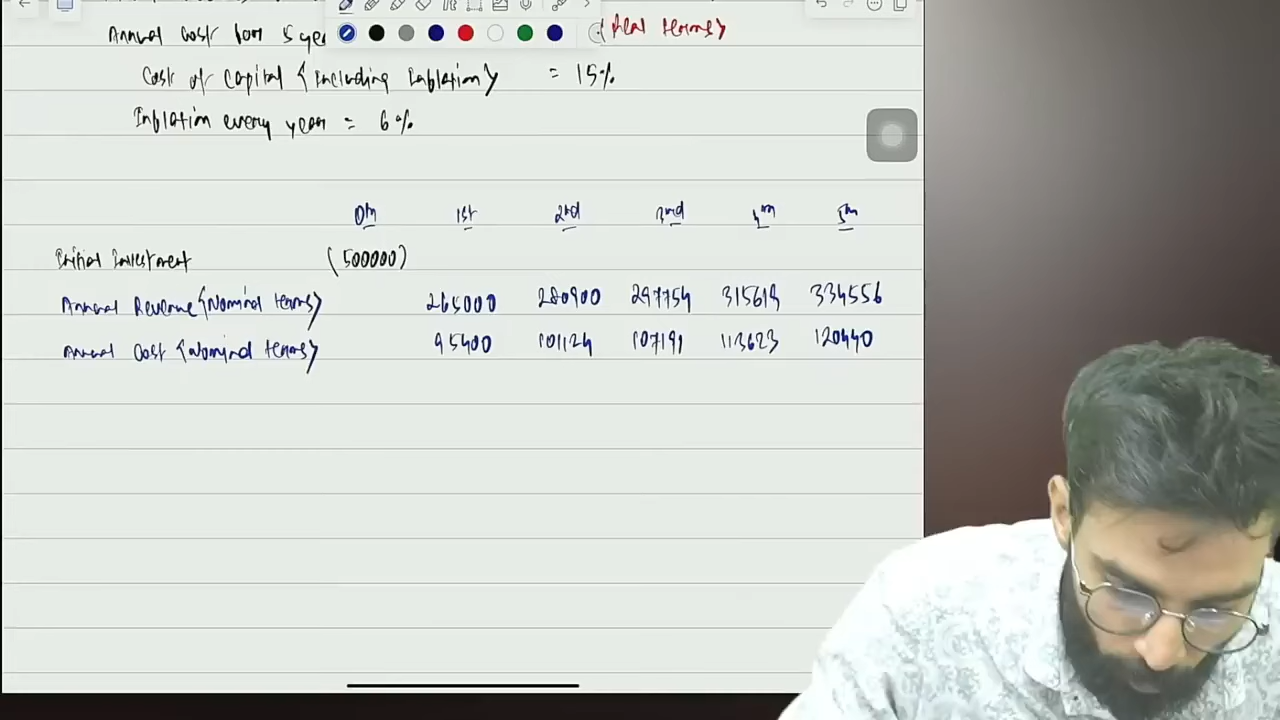 Annual Cost for 5 yea
{Real terms}
Cost of Capital {Including Inflation} = 15%
Inflation every year = 6%
0th 1st 2nd 3rd 4th 5th
Initial Investment (500000)
Annual Revenue {Nominal terms} 265000 280900 297754 315619 334556
Annual Cost {Nominal terms} 95400 101124 107191 113623 120440